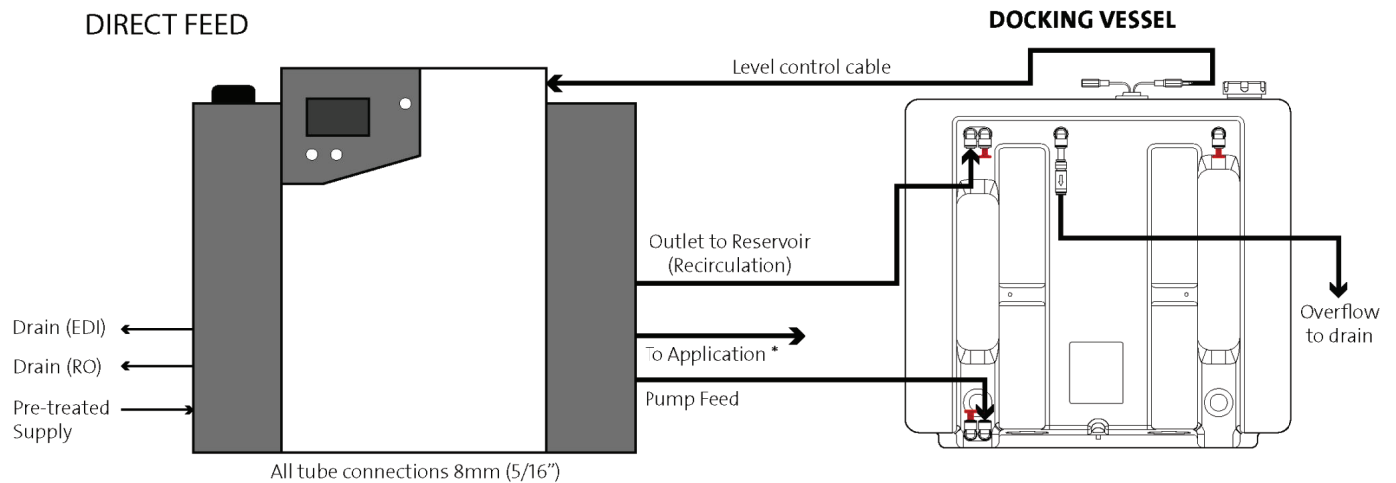 DIRECT FEED
DOCKING VESSEL
Level control cable
Outlet to Reservoir
(Recirculation)
Overflow
to drain
Drain (EDI)
To Application *
Drain (RO)
Pump Feed
Pre-treated
Supply
All tube connections 8mm (5/16”)